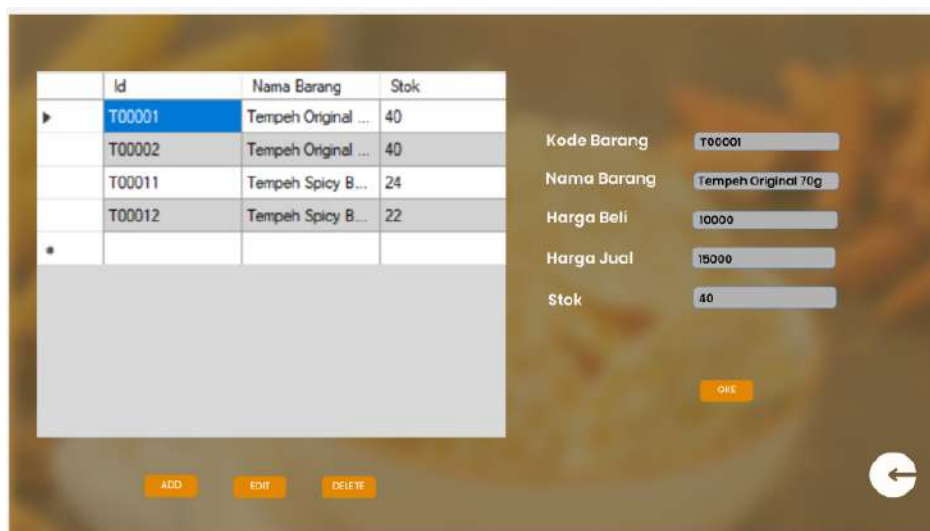 Id Nama Barang Stok
T00001 Tempeh Original ... 40
T00002 Tempeh Original ... 40
T00011 Tempeh Spicy B... 24
T00012 Tempeh Spicy B... 22
Kode Barang T00001
Nama Barang Tempeh Original 70g
Harga Beli 10000
Harga Jual 15000
Stok 40
OKE
ADD EDIT DELETE